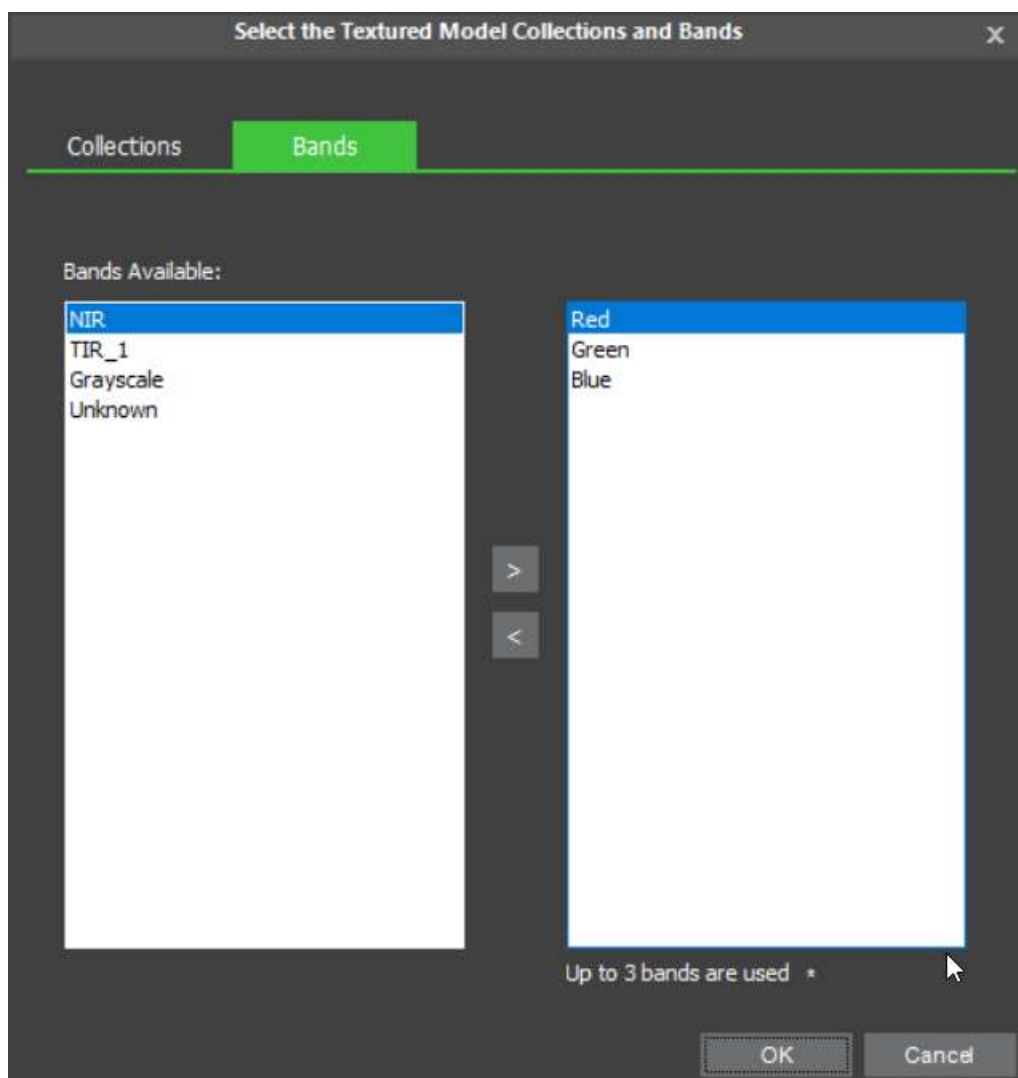 Select the Textured Model Collections and Bands x
Collections Bands
Bands Available:
NIR
TIR_1
Grayscale
Unknown
Red
Green
Blue
>
<
Up to 3 bands are used *
OK Cancel